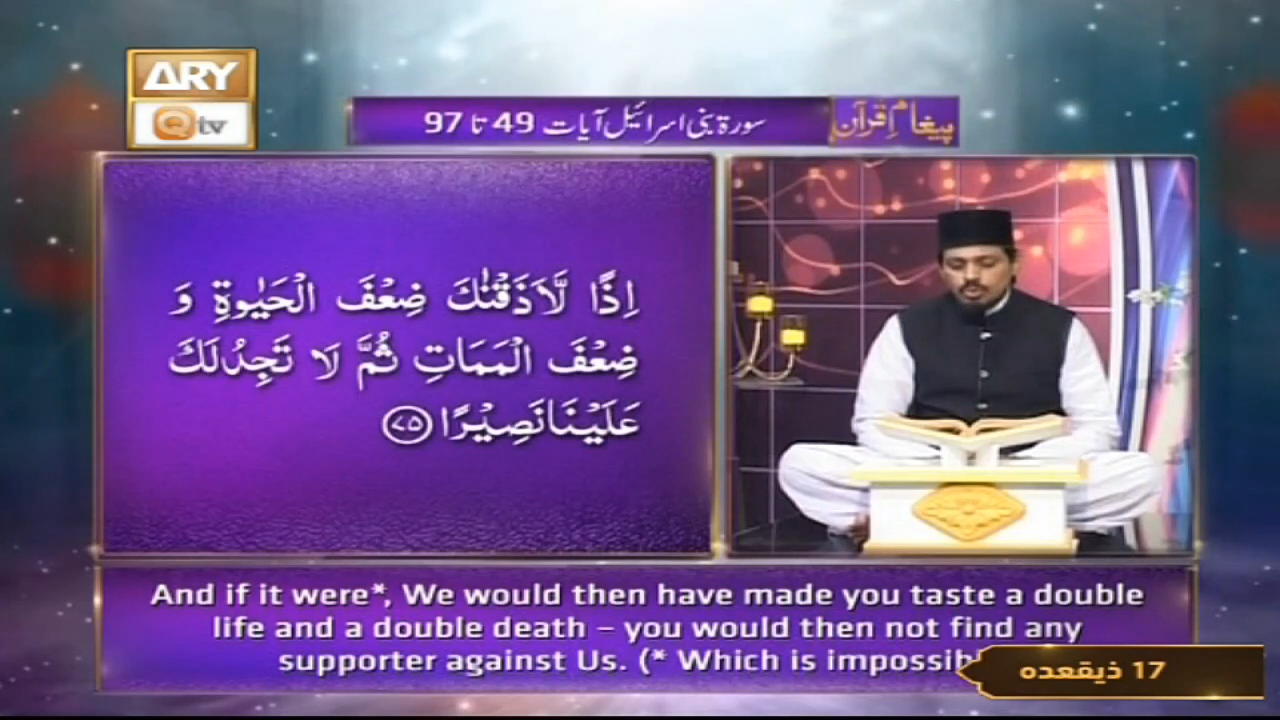 ARY
Qtv
پیغامِ قرآن
سورۃ بنی اسرائیل آیات 49 تا 97
اِذًا لَّاَذَقْنٰكَ ضِعْفَ الْحَیٰوةِ وَ
ضِعْفَ الْمَمَاتِ ثُمَّ لَا تَجِدُلَكَ
عَلَیْنَانَصِیْرًا ﴿۷۵﴾
And if it were*, We would then have made you taste a double
life and a double death – you would then not find any
supporter against Us. (* Which is impossib
17 ذیقعدہ